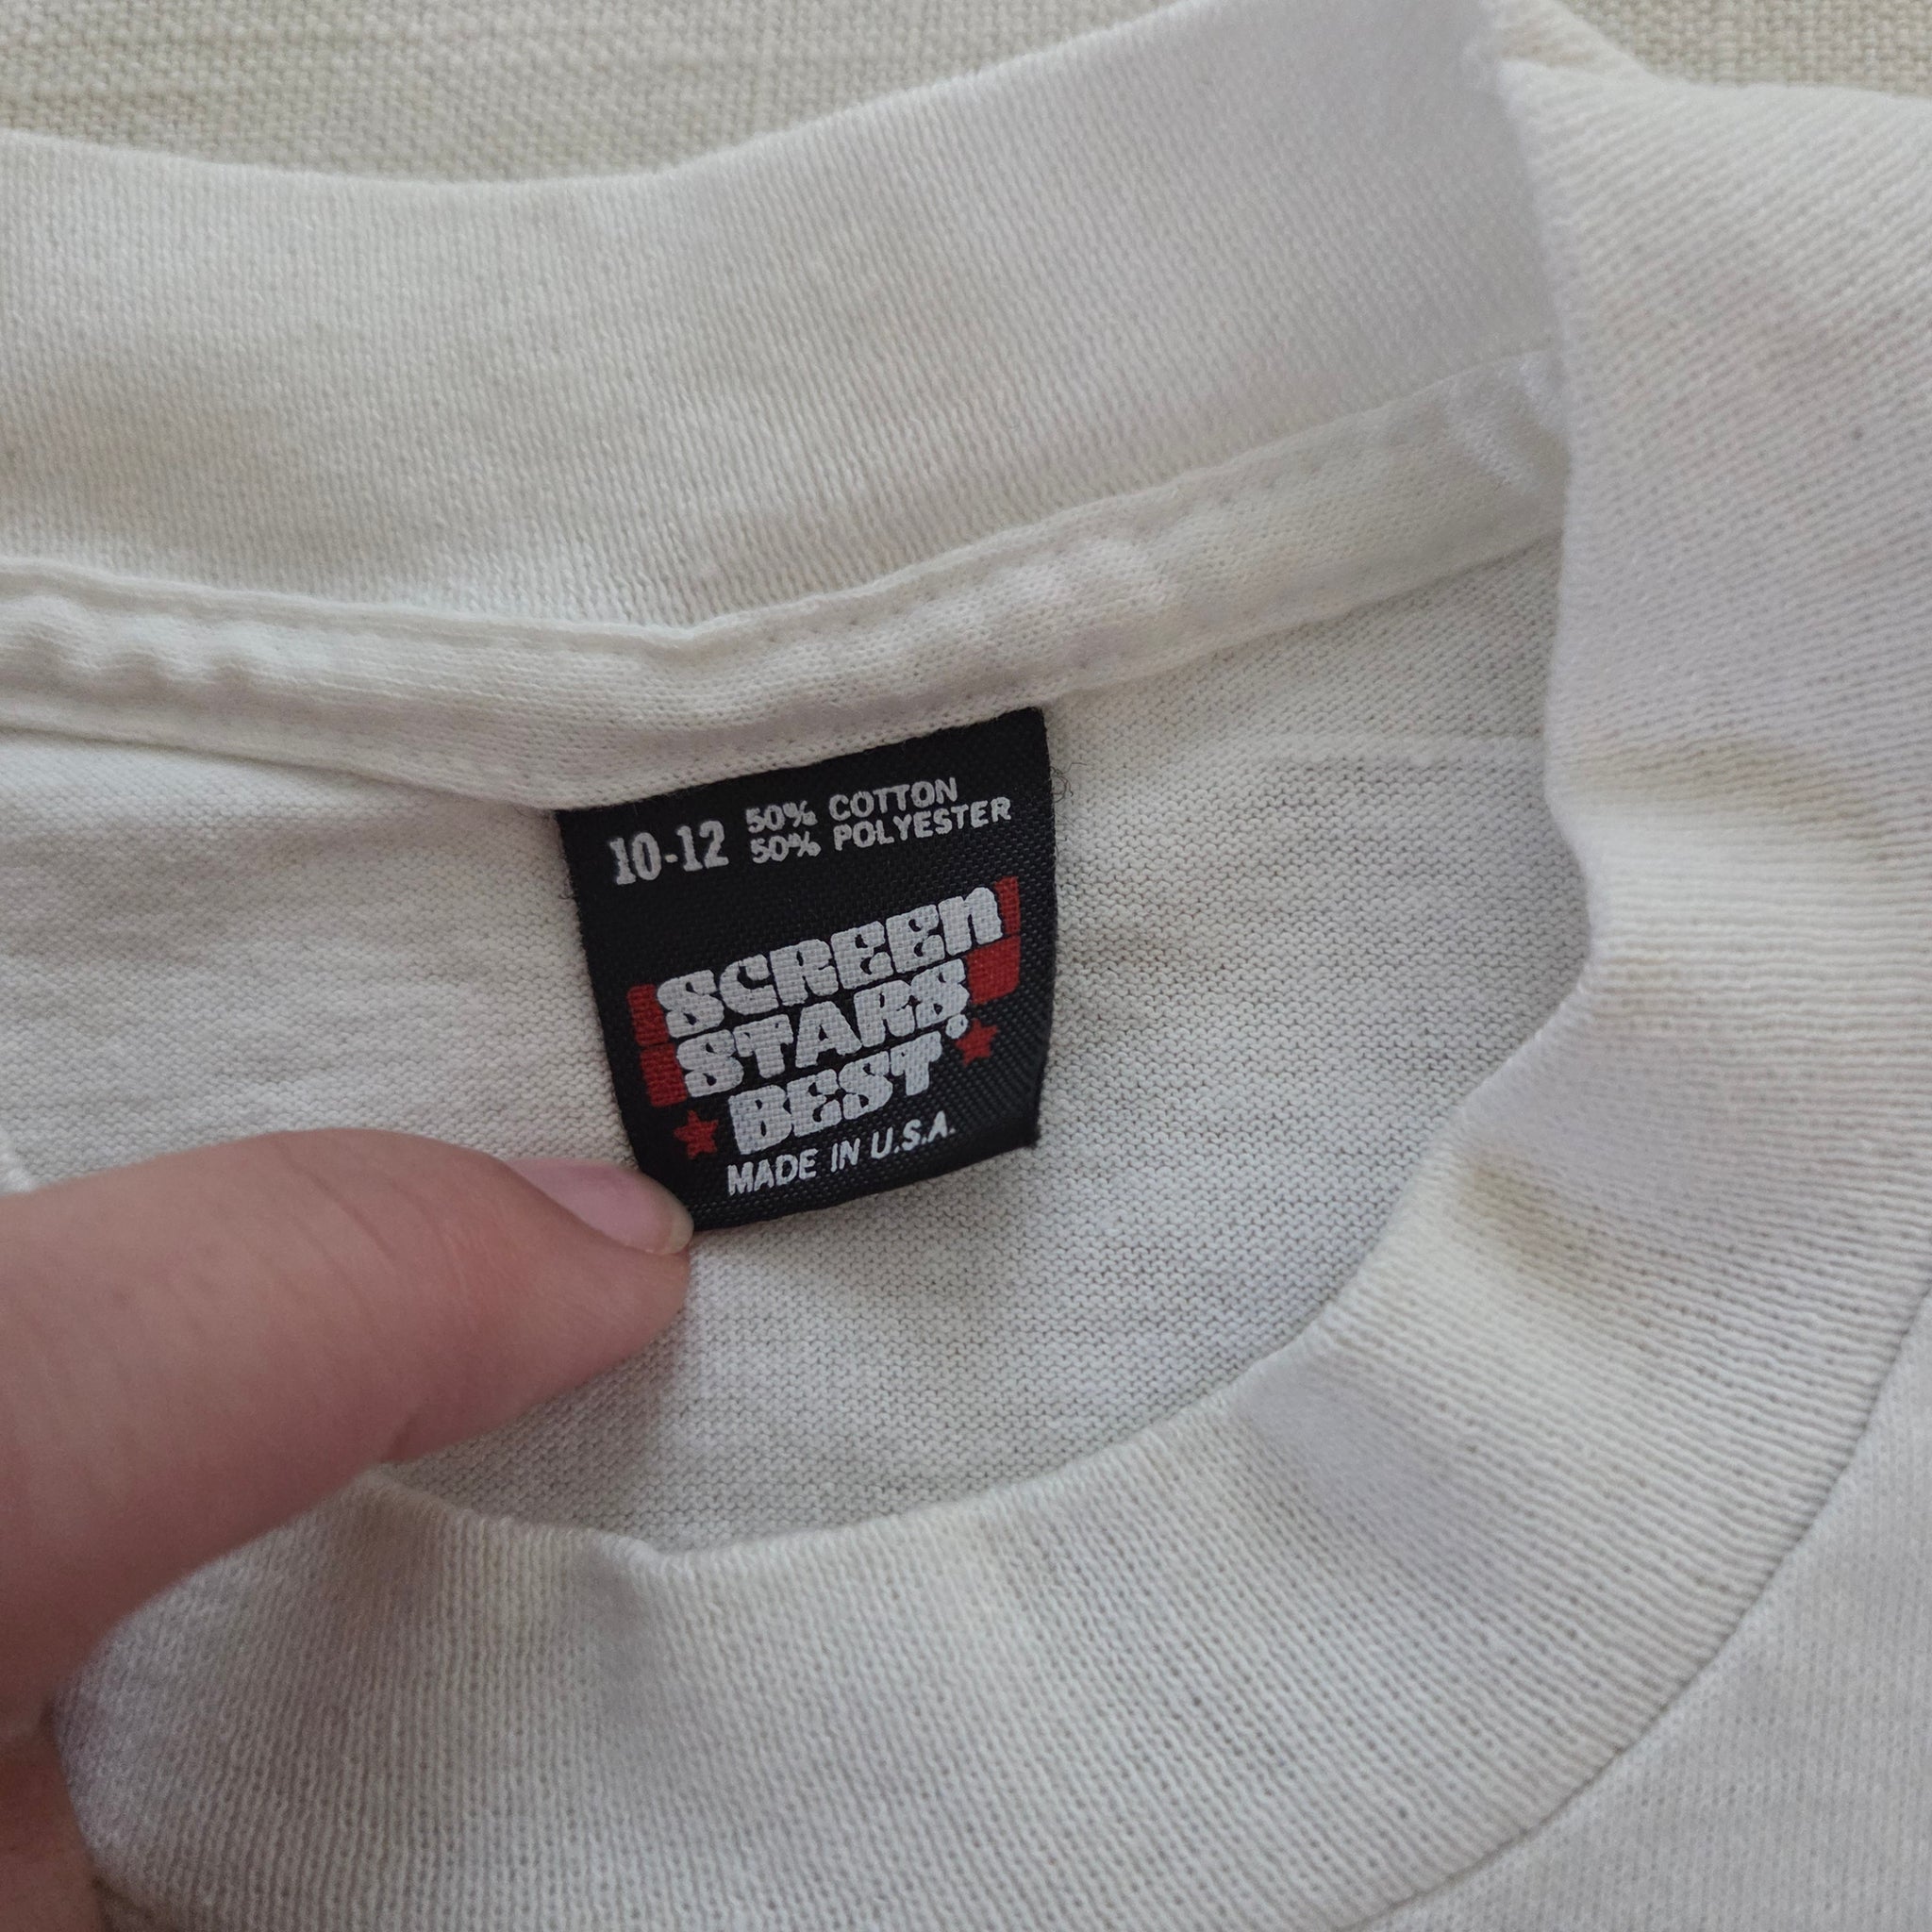 10-12 50% COTTON
50% POLYESTER
SCREEn
STARS
BEST®
MADE IN U.S.A.